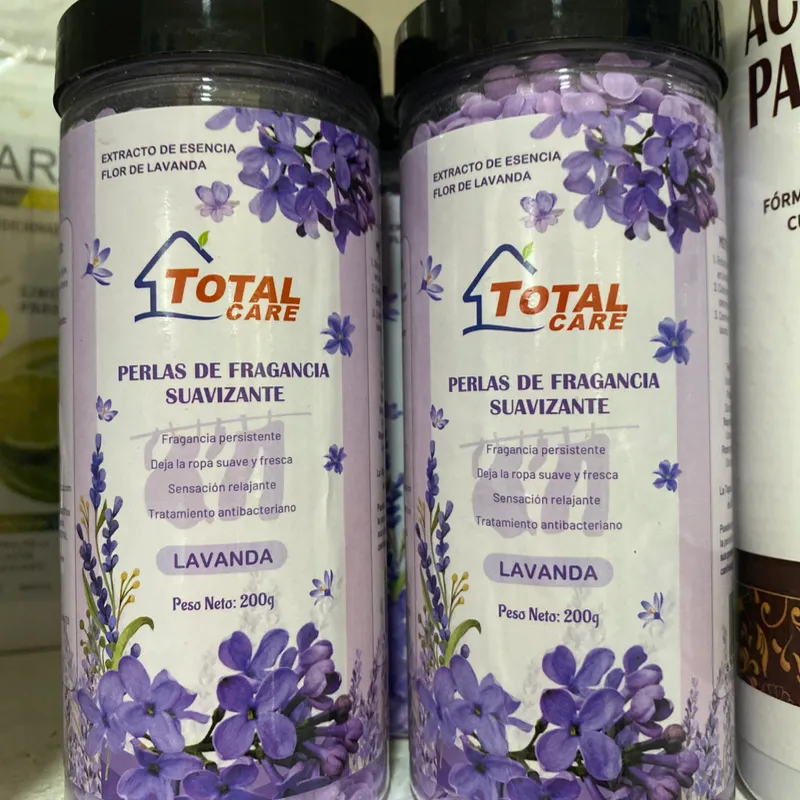 EXTRACTO DE ESENCIA
FLOR DE LAVANDA
TOTAL
CARE
PERLAS DE FRAGANCIA
SUAVIZANTE
Fragancia persistente
Deja la ropa suave y fresca
Sensación relajante
Tratamiento antibacteriano
LAVANDA
Peso Neto: 200g
EXTRACTO DE ESENCIA
FLOR DE LAVANDA
TOTAL
CARE
PERLAS DE FRAGANCIA
SUAVIZANTE
Fragancia persistente
Deja la ropa suave y fresca
Sensación relajante
Tratamiento antibacteriano
LAVANDA
Peso Neto: 200g